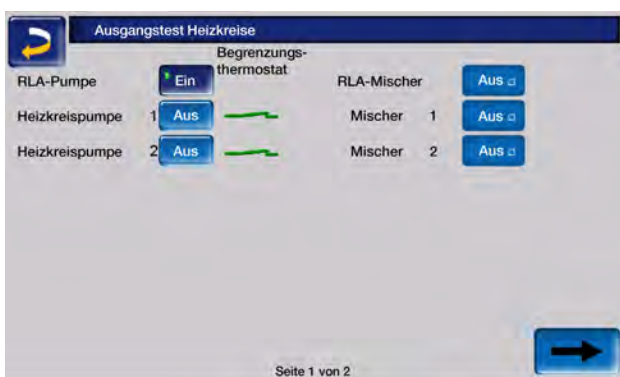 Ausgangstest Heizkreise
Begrenzungs-
thermostat
RLA-Pumpe Ein RLA-Mischer Aus
Heizkreispumpe 1 Aus Mischer 1 Aus
Heizkreispumpe 2 Aus Mischer 2 Aus
Seite 1 von 2